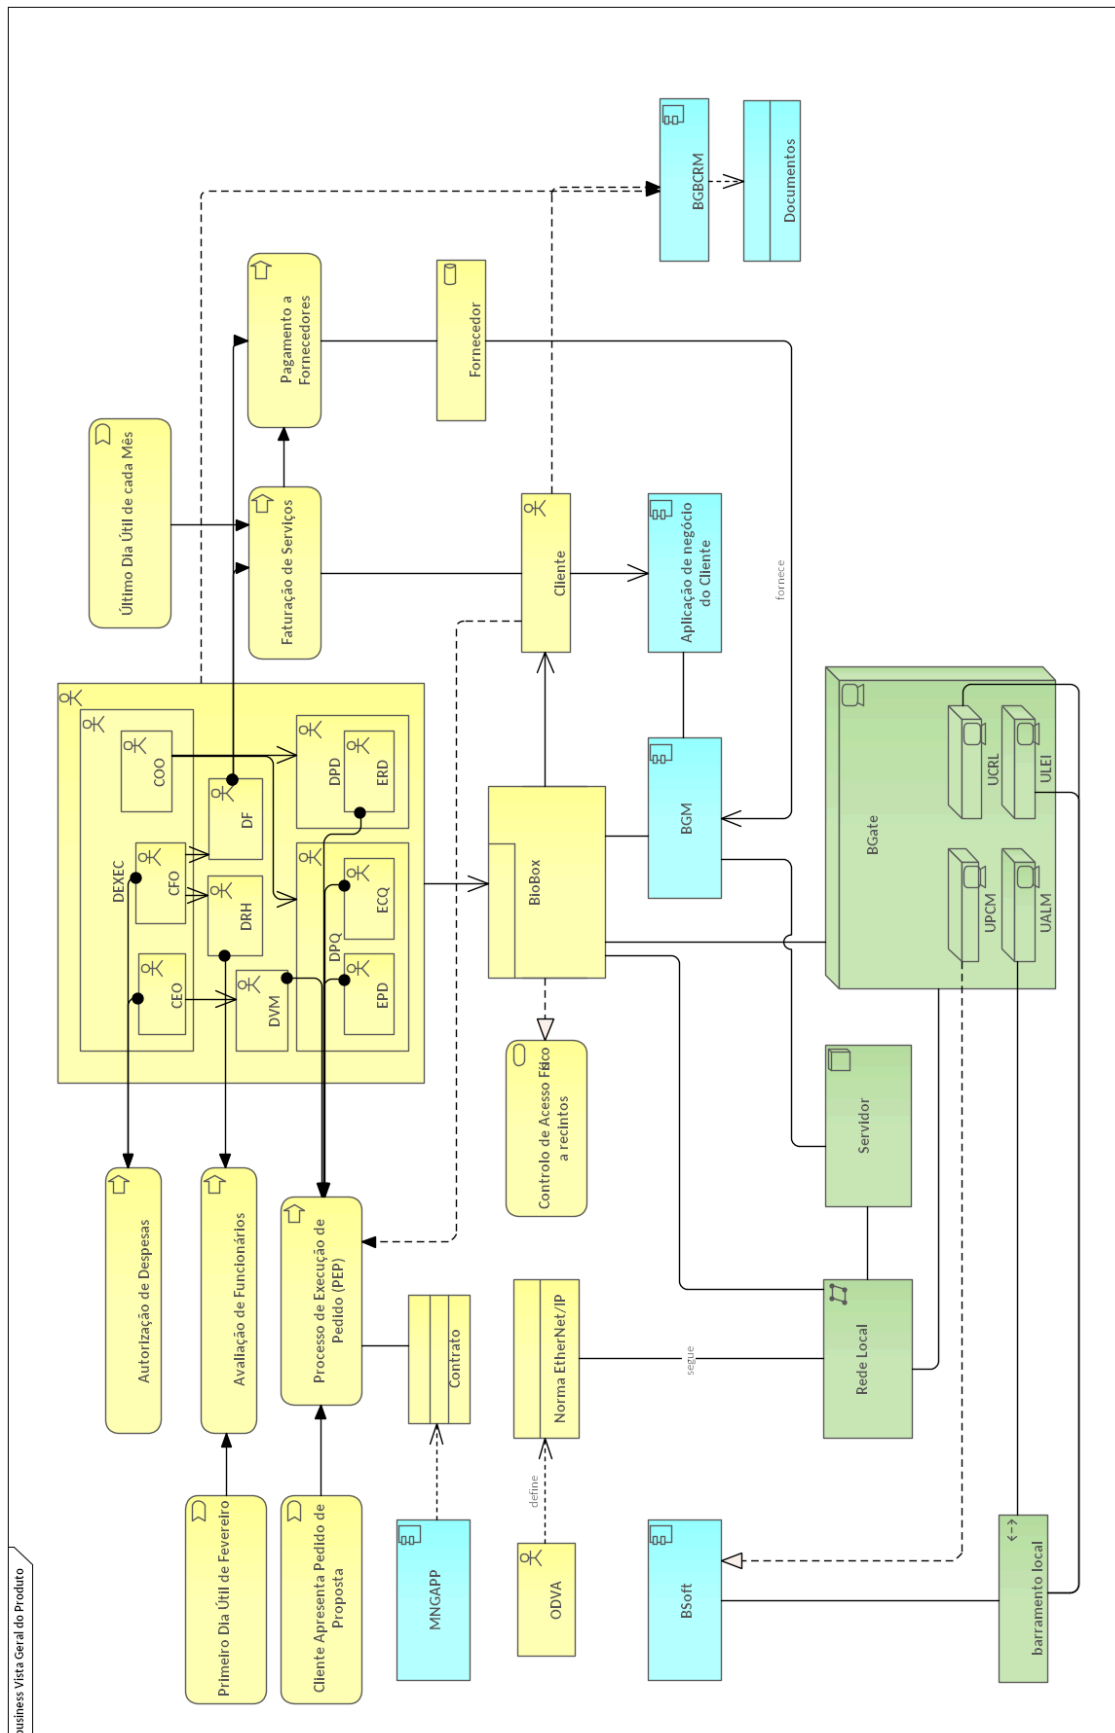 business Vista Geral do Produto
Último Dia Útil de cada Mês
Autorização de Despesas
DEXEC
CEO
CFO
COO
Primeiro Dia Útil de Fevereiro
Avaliação de Funcionários
DRH
DF
DVM
Faturação de Serviços
Pagamento a
Fornecedores
Cliente Apresenta Pedido de
Proposta
Processo de Execução de
Pedido (PEP)
DPQ
DPD
EPD
ECQ
ERD
MNGAPP
Contrato
Fornecedor
ODVA
define
Norma EtherNet/IP
Controlo de Acesso Físico
a recintos
BioBox
Cliente
BSoft
segue
BGM
Aplicação de negócio
do Cliente
BGBCRM
Documentos
fornece
Rede Local
Servidor
BGate
UPCM
UCRL
UALM
ULEI
barramento local